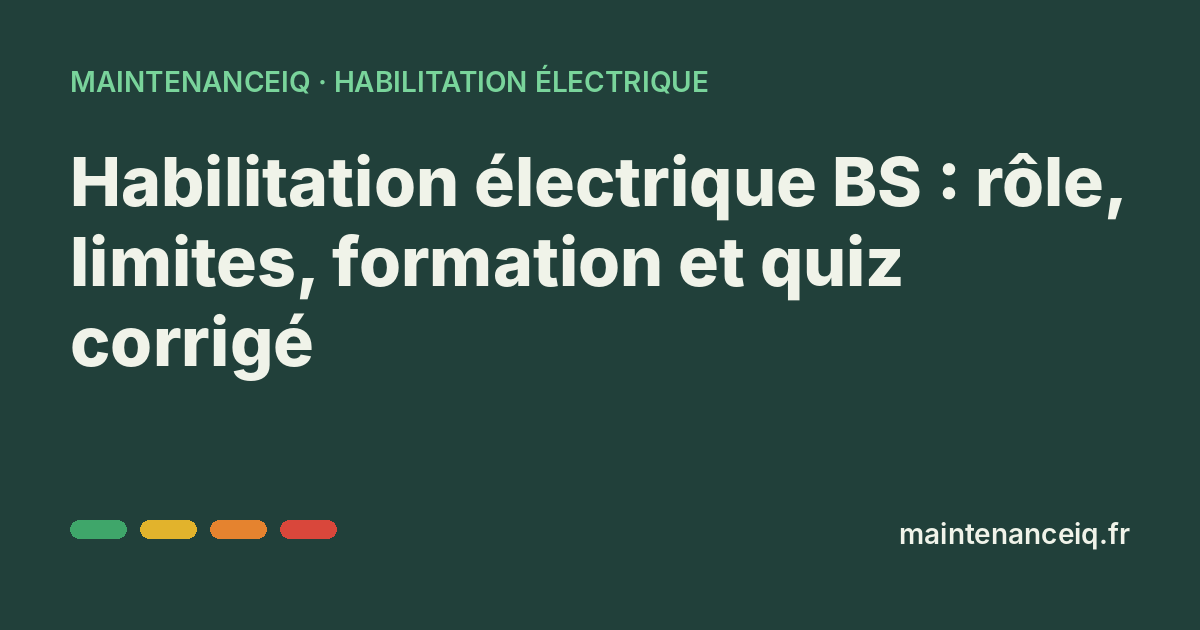 MAINTENANCEIQ · HABILITATION ÉLECTRIQUE
Habilitation électrique BS : rôle,
limites, formation et quiz
corrigé
maintenanceiq.fr